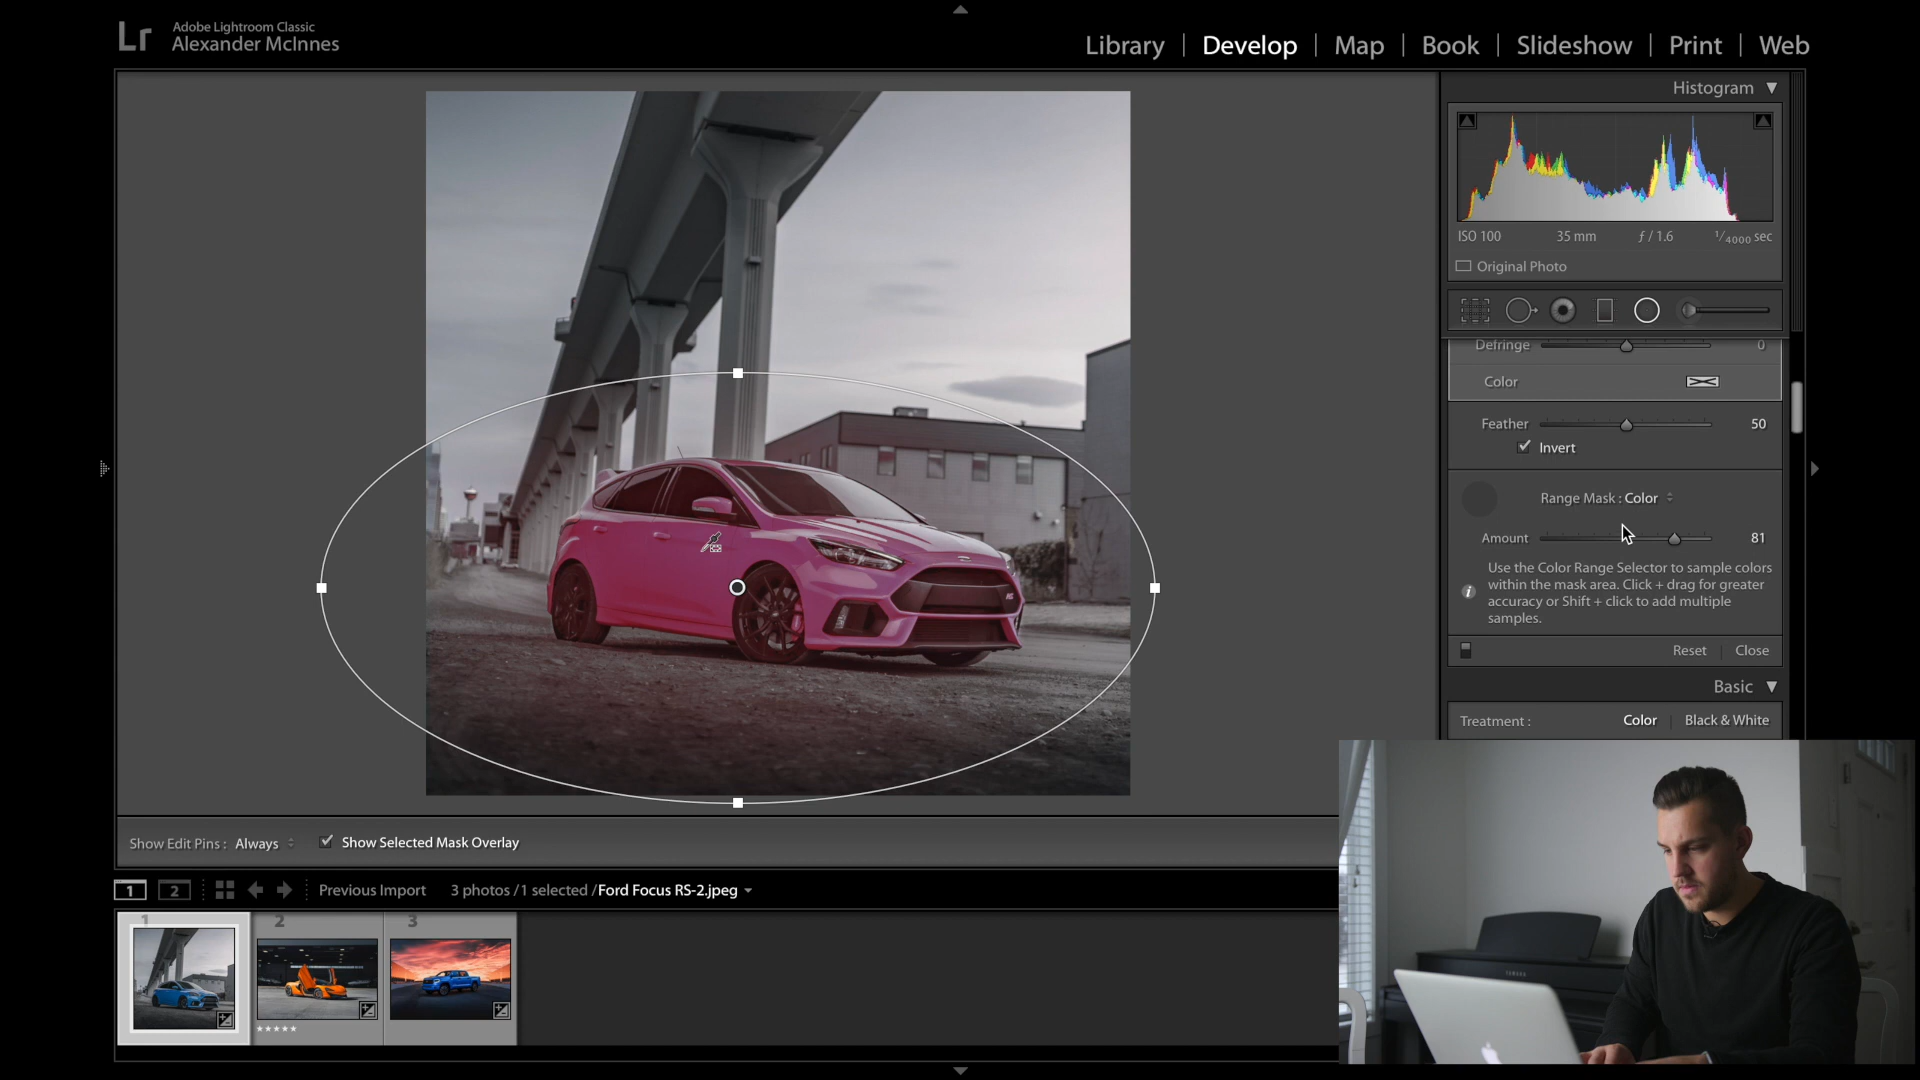 Lr
Adobe Lightroom Classic
Alexander McInnes
Library | Develop | Map | Book | Slideshow | Print | Web
Histogram
ISO 100 35 mm ƒ / 1.6 1/4000 sec
Original Photo
Defringe 0
Color
Feather 50
Invert
Range Mask : Color
Amount 81
Use the Color Range Selector to sample colors
within the mask area. Click + drag for greater
accuracy or Shift + click to add multiple
samples.
Reset | Close
Basic
Treatment : Color | Black & White
Show Edit Pins : Always Show Selected Mask Overlay
1 2 Previous Import 3 photos / 1 selected / Ford Focus RS-2.jpeg
1 2 3
YAMAHA